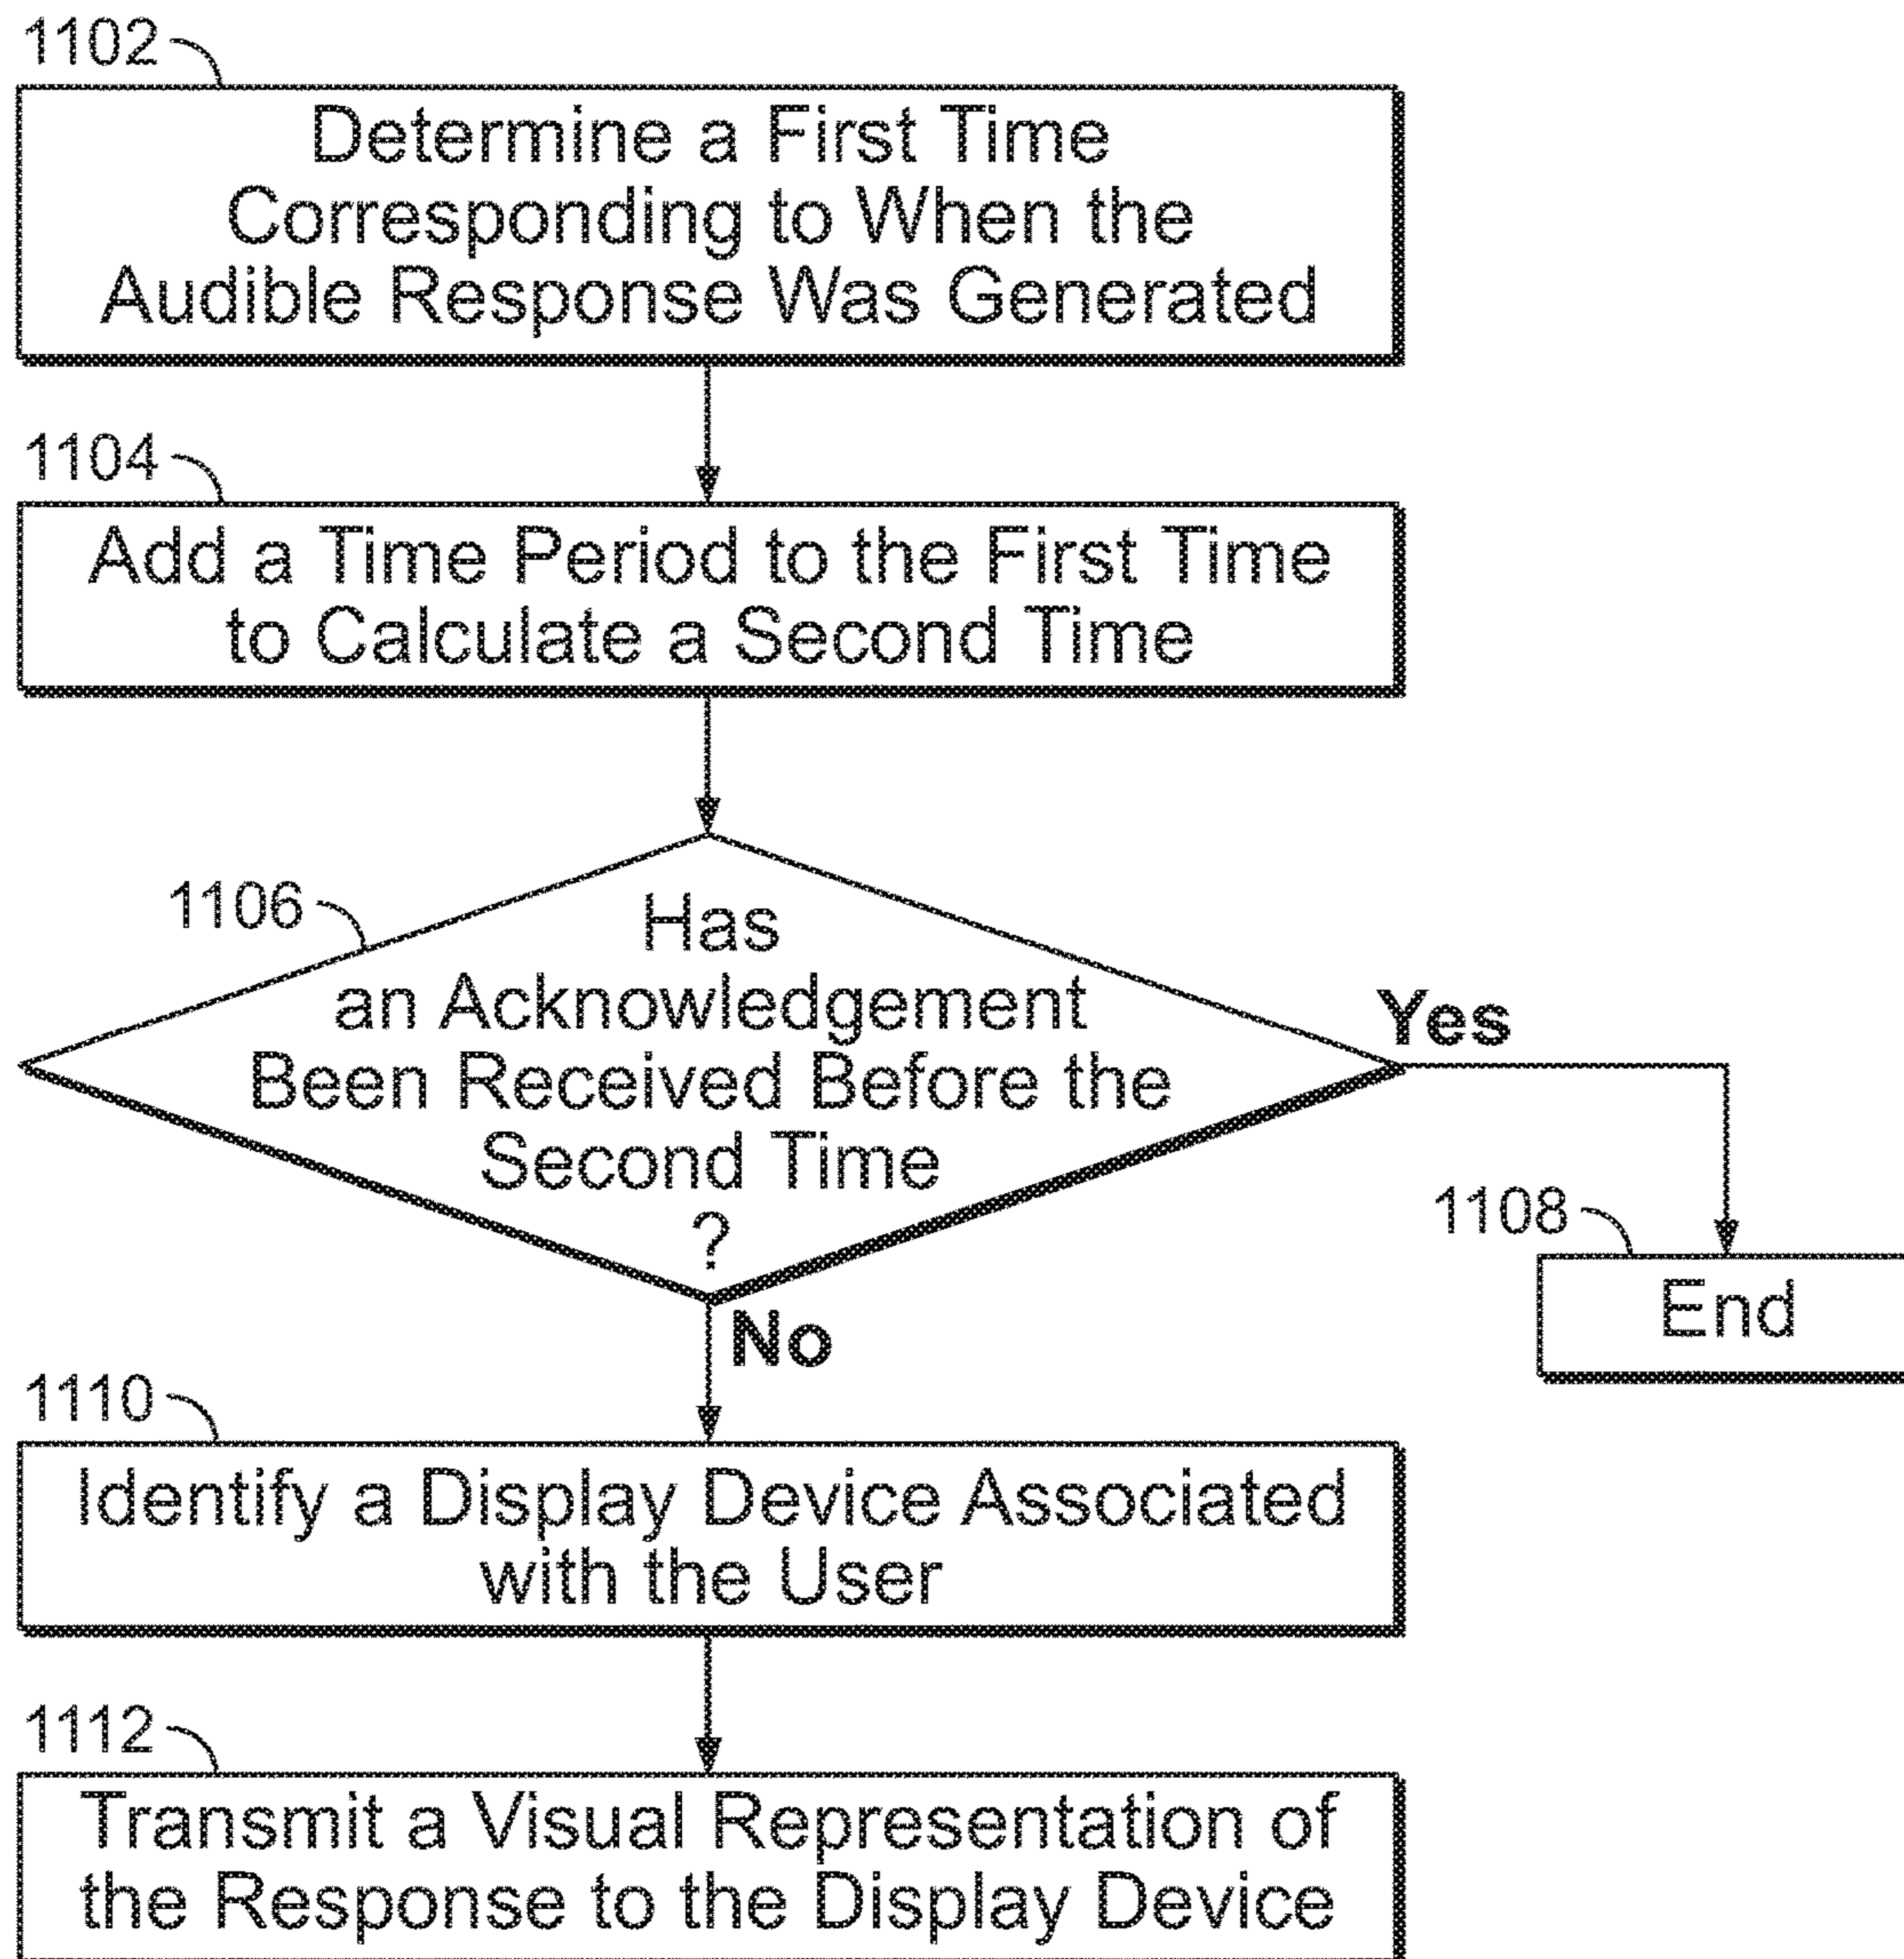 1102
Determine a First Time
Corresponding to When the
Audible Response Was Generated
1104
Add a Time Period to the First Time
to Calculate a Second Time
1106
Has
an Acknowledgement
Been Received Before the
Second Time
?
Yes
1108
End
No
1110
Identify a Display Device Associated
with the User
1112
Transmit a Visual Representation of
the Response to the Display Device